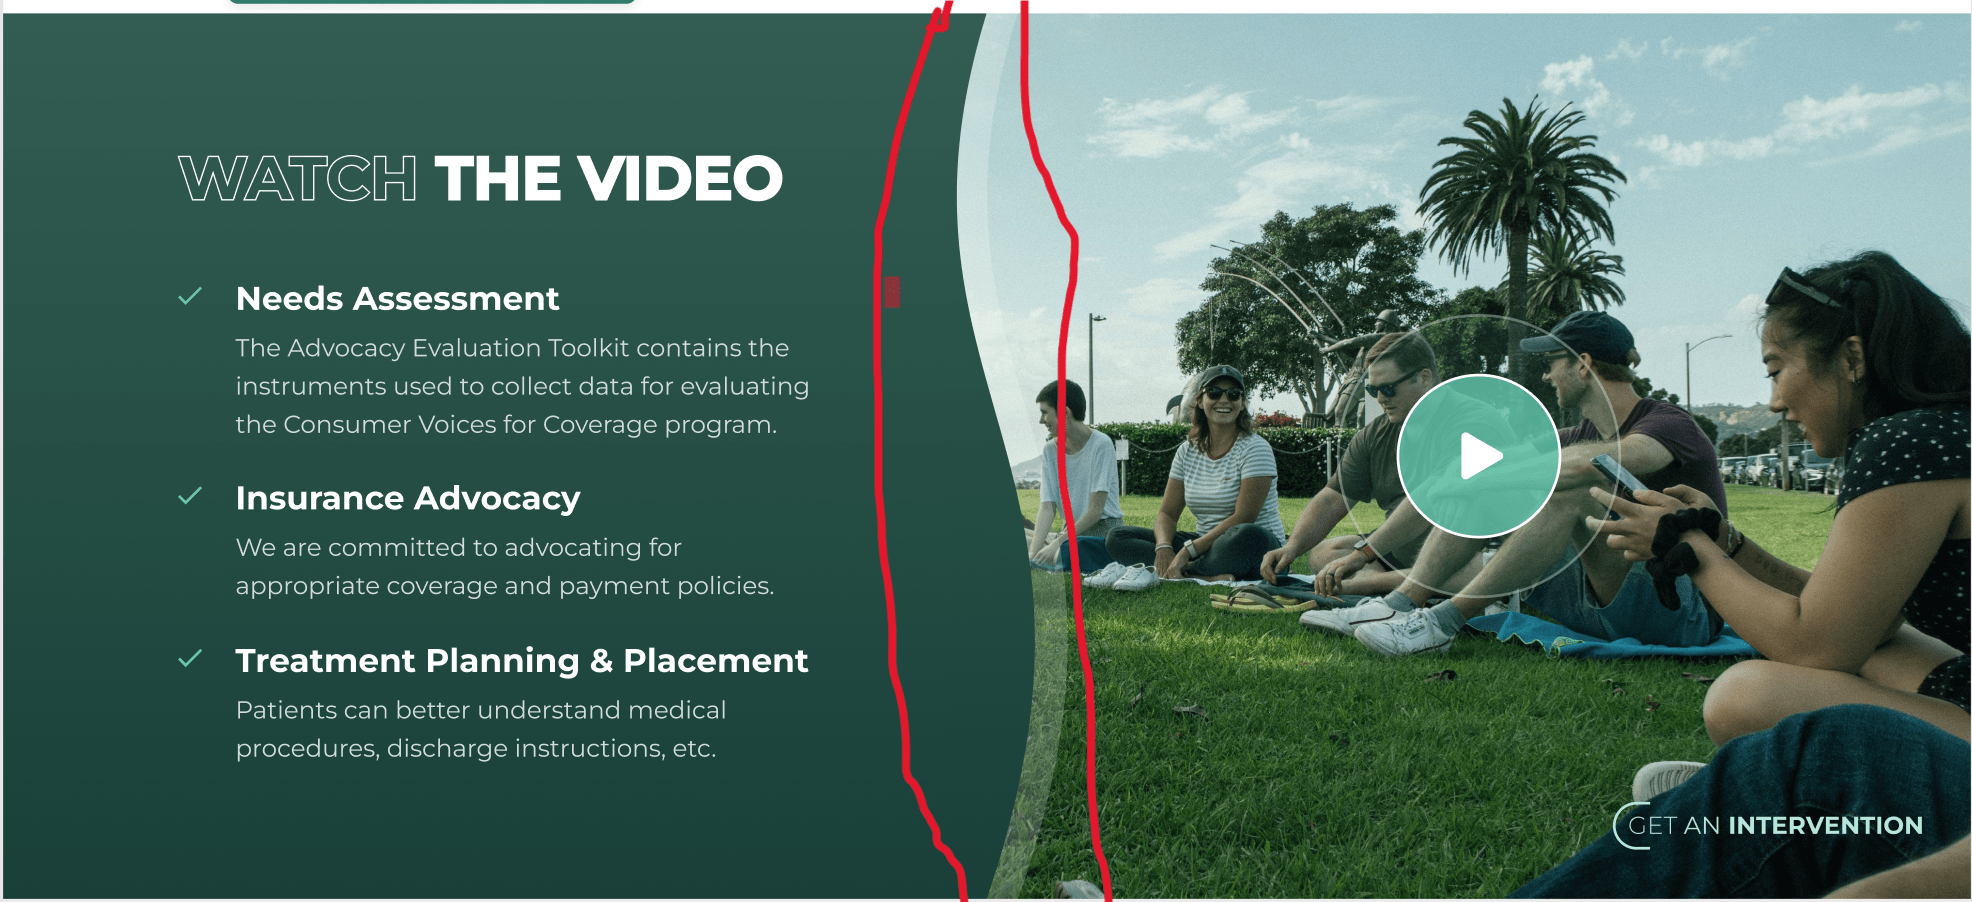 WATCH THE VIDEO
Needs Assessment
The Advocacy Evaluation Toolkit contains the
instruments used to collect data for evaluating
the Consumer Voices for Coverage program.
Insurance Advocacy
We are committed to advocating for
appropriate coverage and payment policies.
Treatment Planning & Placement
Patients can better understand medical
procedures, discharge instructions, etc.
GET AN INTERVENTION